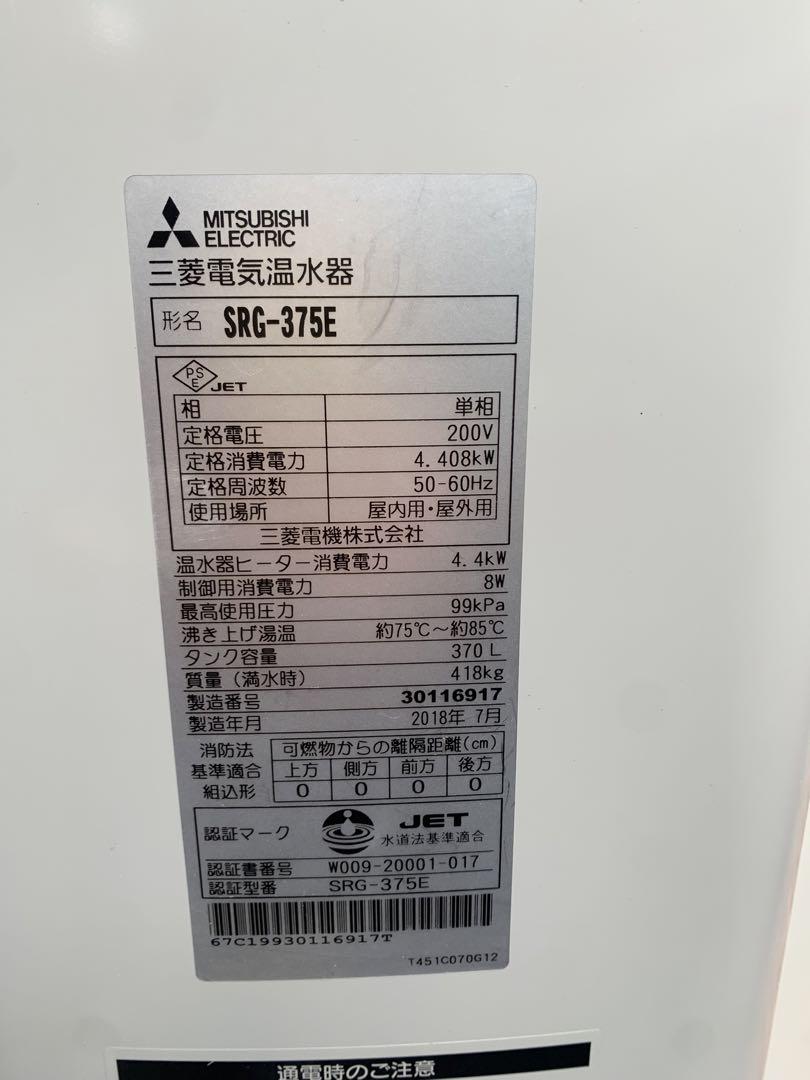 MITSUBISHI
ELECTRIC
三菱電気温水器
形名 SRG-375E
PSE JET
相 単相
定格電圧 200V
定格消費電力 4.408kW
定格周波数 50-60Hz
使用場所 屋内用・屋外用
三菱電機株式会社
温水器ヒーター消費電力 4.4kW
制御用消費電力 8W
最高使用圧力 99kPa
沸き上げ湯温 約75℃〜約85℃
タンク容量 370L
質量（満水時） 418kg
製造番号 30116917
製造年月 2018年 7月
消防法 可燃物からの離隔距離(cm)
基準適合 上方 側方 前方 後方
組込形 0 0 0 0
認証マーク JET
水道法基準適合
認証書番号 W009-20001-017
認証型番 SRG-375E
67C19930116917T
T451C070G12
通電時のご注意